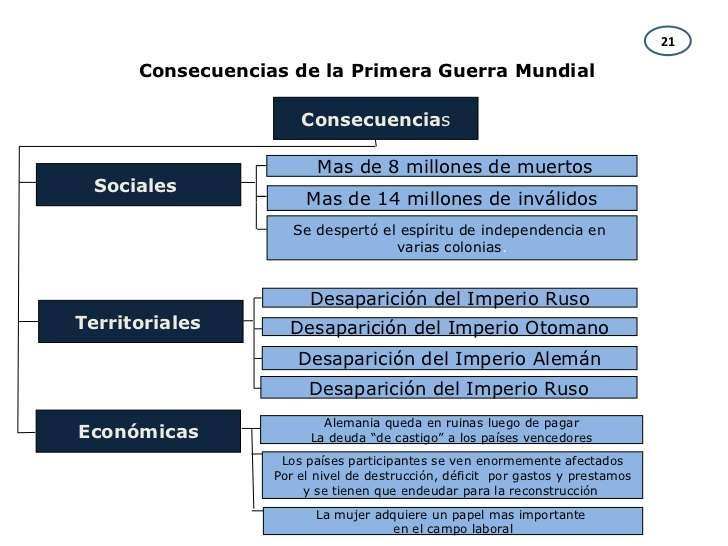 21
Consecuencias de la Primera Guerra Mundial
Consecuencias
Sociales
Mas de 8 millones de muertos
Mas de 14 millones de inválidos
Se despertó el espíritu de independencia en
varias colonias.
Territoriales
Desaparición del Imperio Ruso
Desaparición del Imperio Otomano
Desaparición del Imperio Alemán
Desaparición del Imperio Ruso
Económicas
Alemania queda en ruinas luego de pagar
La deuda “de castigo” a los países vencedores
Los países participantes se ven enormemente afectados
Por el nivel de destrucción, déficit por gastos y prestamos
y se tienen que endeudar para la reconstrucción
La mujer adquiere un papel mas importante
en el campo laboral